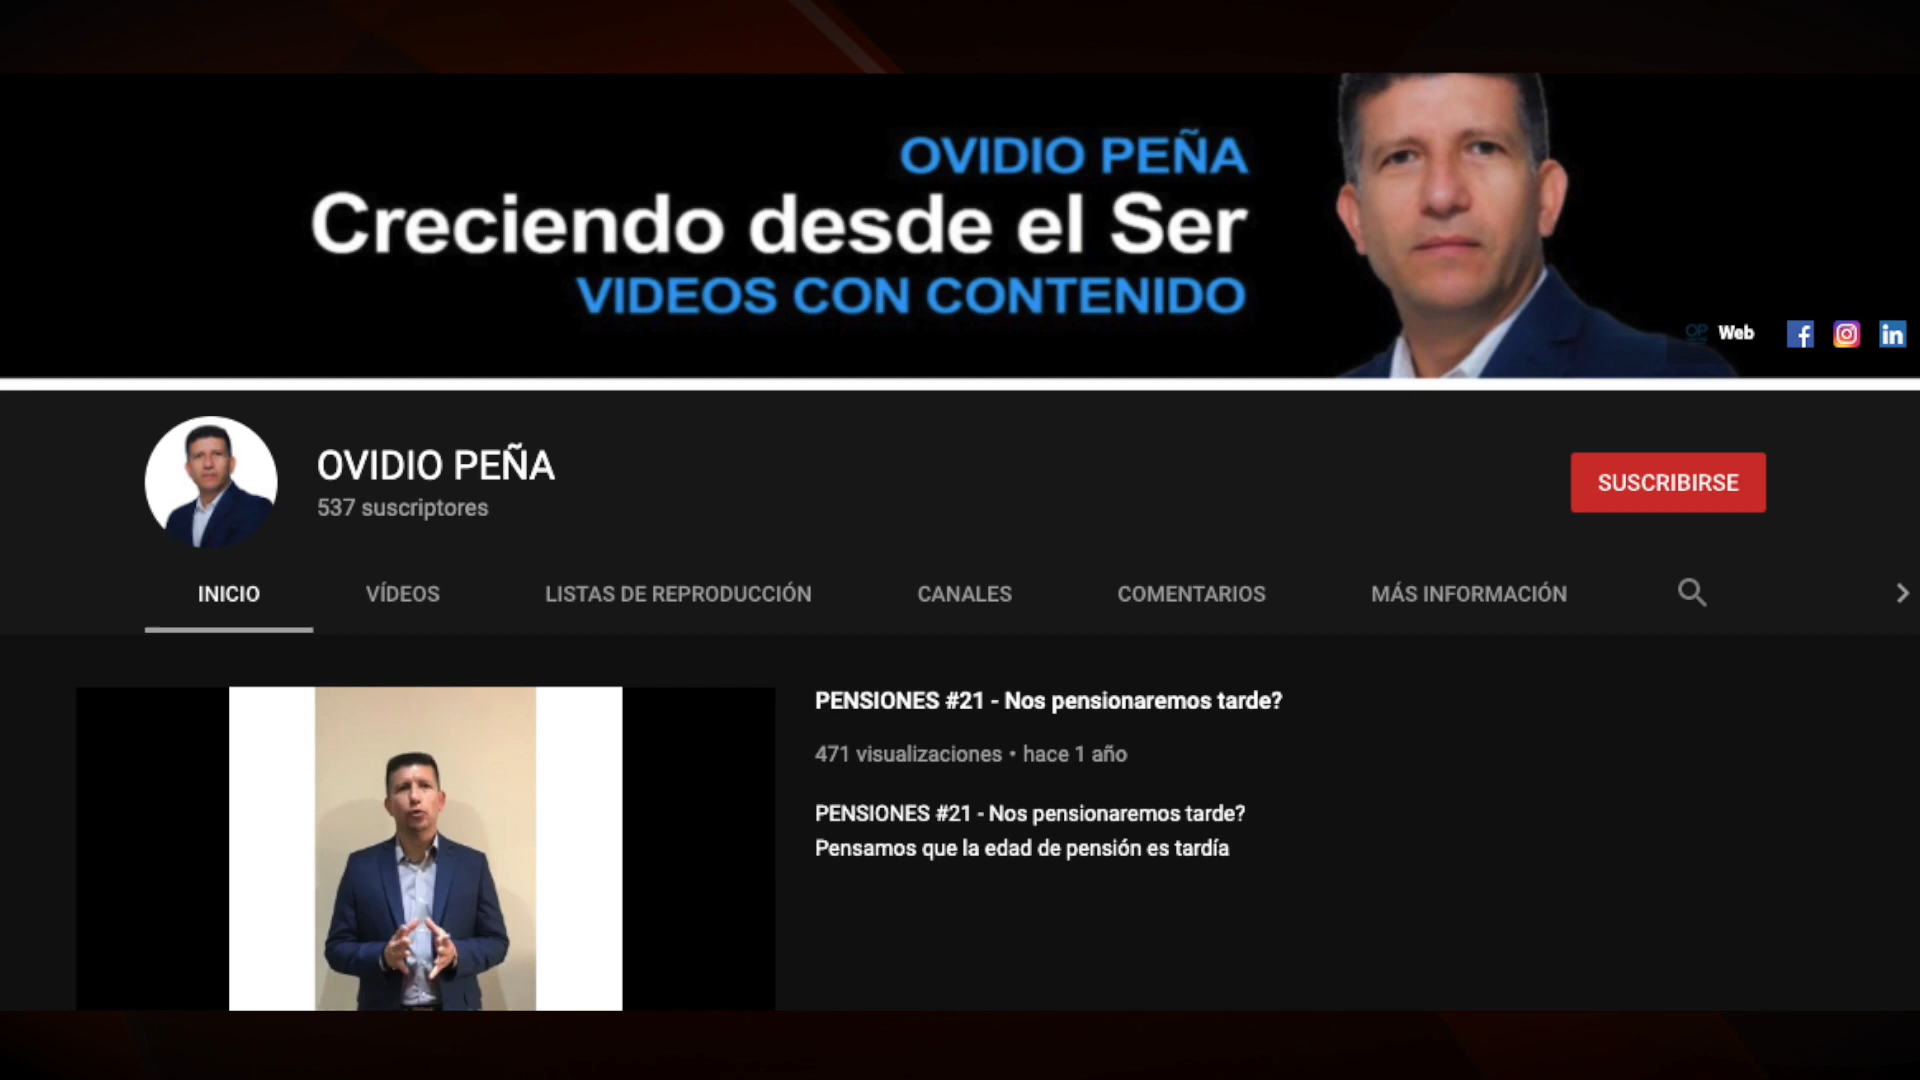 OVIDIO PEÑA
Creciendo desde el Ser
VIDEOS CON CONTENIDO
OP Web
OVIDIO PEÑA
537 suscriptores
SUSCRIBIRSE
INICIO VÍDEOS LISTAS DE REPRODUCCIÓN CANALES COMENTARIOS MÁS INFORMACIÓN
PENSIONES #21 - Nos pensionaremos tarde?
471 visualizaciones • hace 1 año
PENSIONES #21 - Nos pensionaremos tarde?
Pensamos que la edad de pensión es tardía